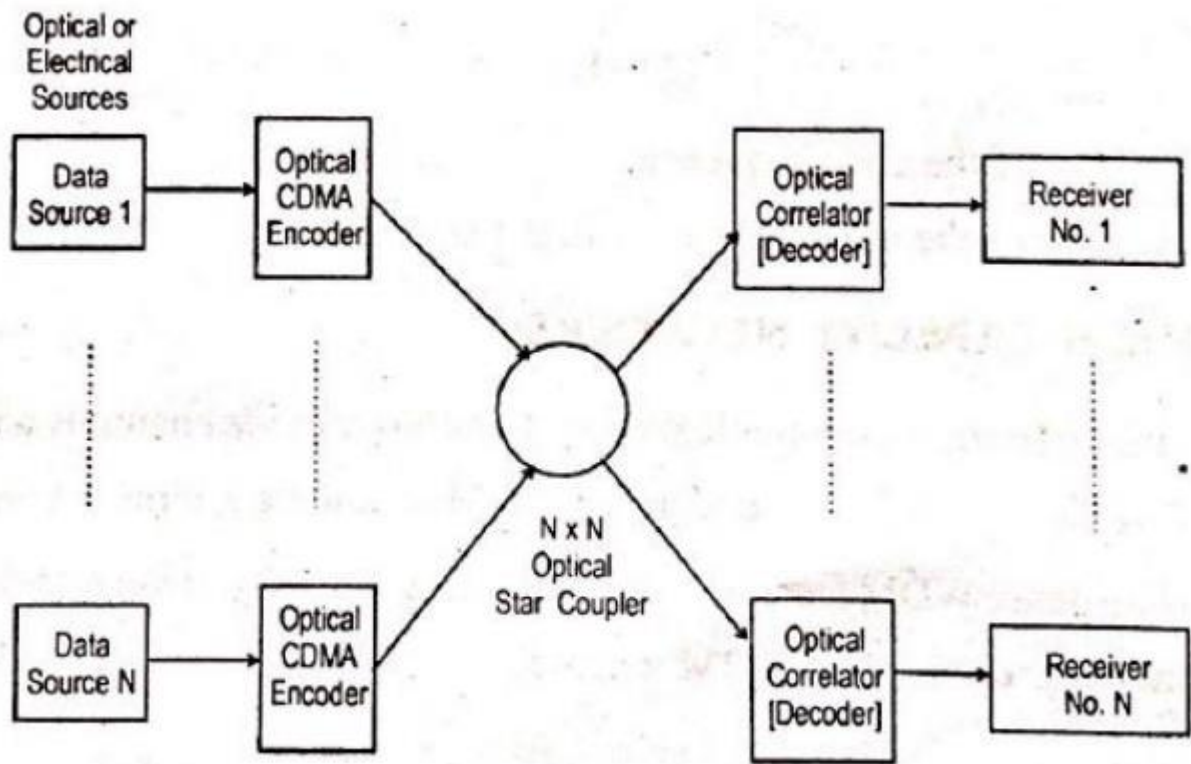 Optical or
Electncal
Sources
Data
Source 1
Optical
CDMA
Encoder
Optical
Correlator
[Decoder]
Receiver
No. 1
N x N
Optical
Star Coupler
Data
Source N
Optical
CDMA
Encoder
Optical
Correlator
[Decoder]
Receiver
No. N